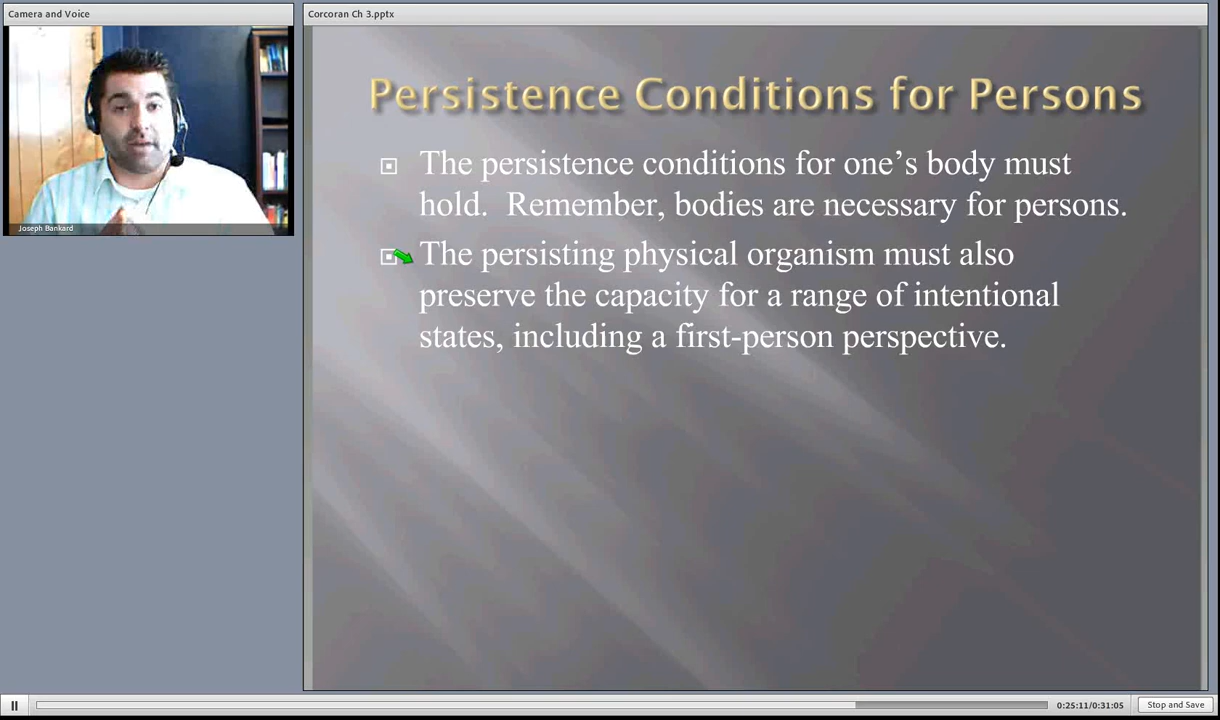 Camera and Voice
Joseph Bankard
Corcoran Ch 3.pptx
Persistence Conditions for Persons
The persistence conditions for one's body must
hold.  Remember, bodies are necessary for persons.
The persisting physical organism must also
preserve the capacity for a range of intentional
states, including a first-person perspective.
0:25:11/0:31:05
Stop and Save